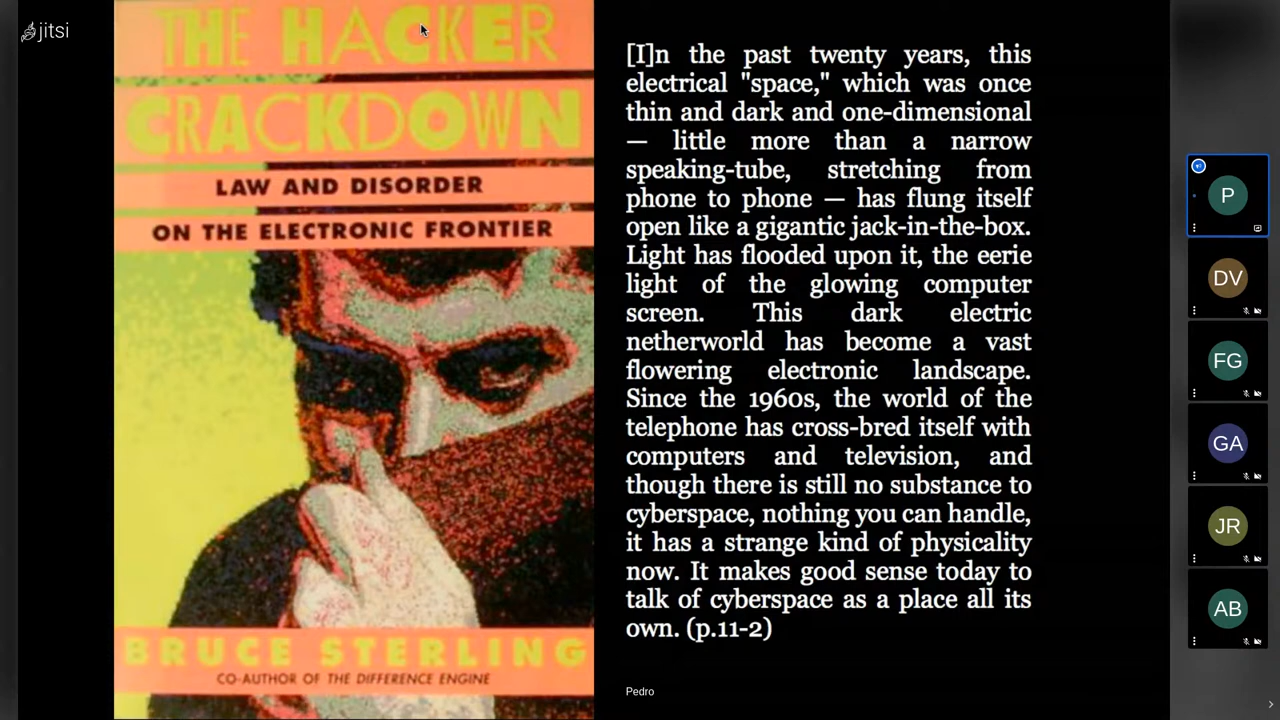 jitsi
THE HACKER
CRACKDOWN
LAW AND DISORDER
ON THE ELECTRONIC FRONTIER
BRUCE STERLING
CO-AUTHOR OF THE DIFFERENCE ENGINE
[I]n the past twenty years, this
electrical "space," which was once
thin and dark and one-dimensional
— little more than a narrow
speaking-tube, stretching from
phone to phone — has flung itself
open like a gigantic jack-in-the-box.
Light has flooded upon it, the eerie
light of the glowing computer
screen. This dark electric
netherworld has become a vast
flowering electronic landscape.
Since the 1960s, the world of the
telephone has cross-bred itself with
computers and television, and
though there is still no substance to
cyberspace, nothing you can handle,
it has a strange kind of physicality
now. It makes good sense today to
talk of cyberspace as a place all its
own. (p.11-2)
Pedro
P
DV
FG
GA
JR
AB